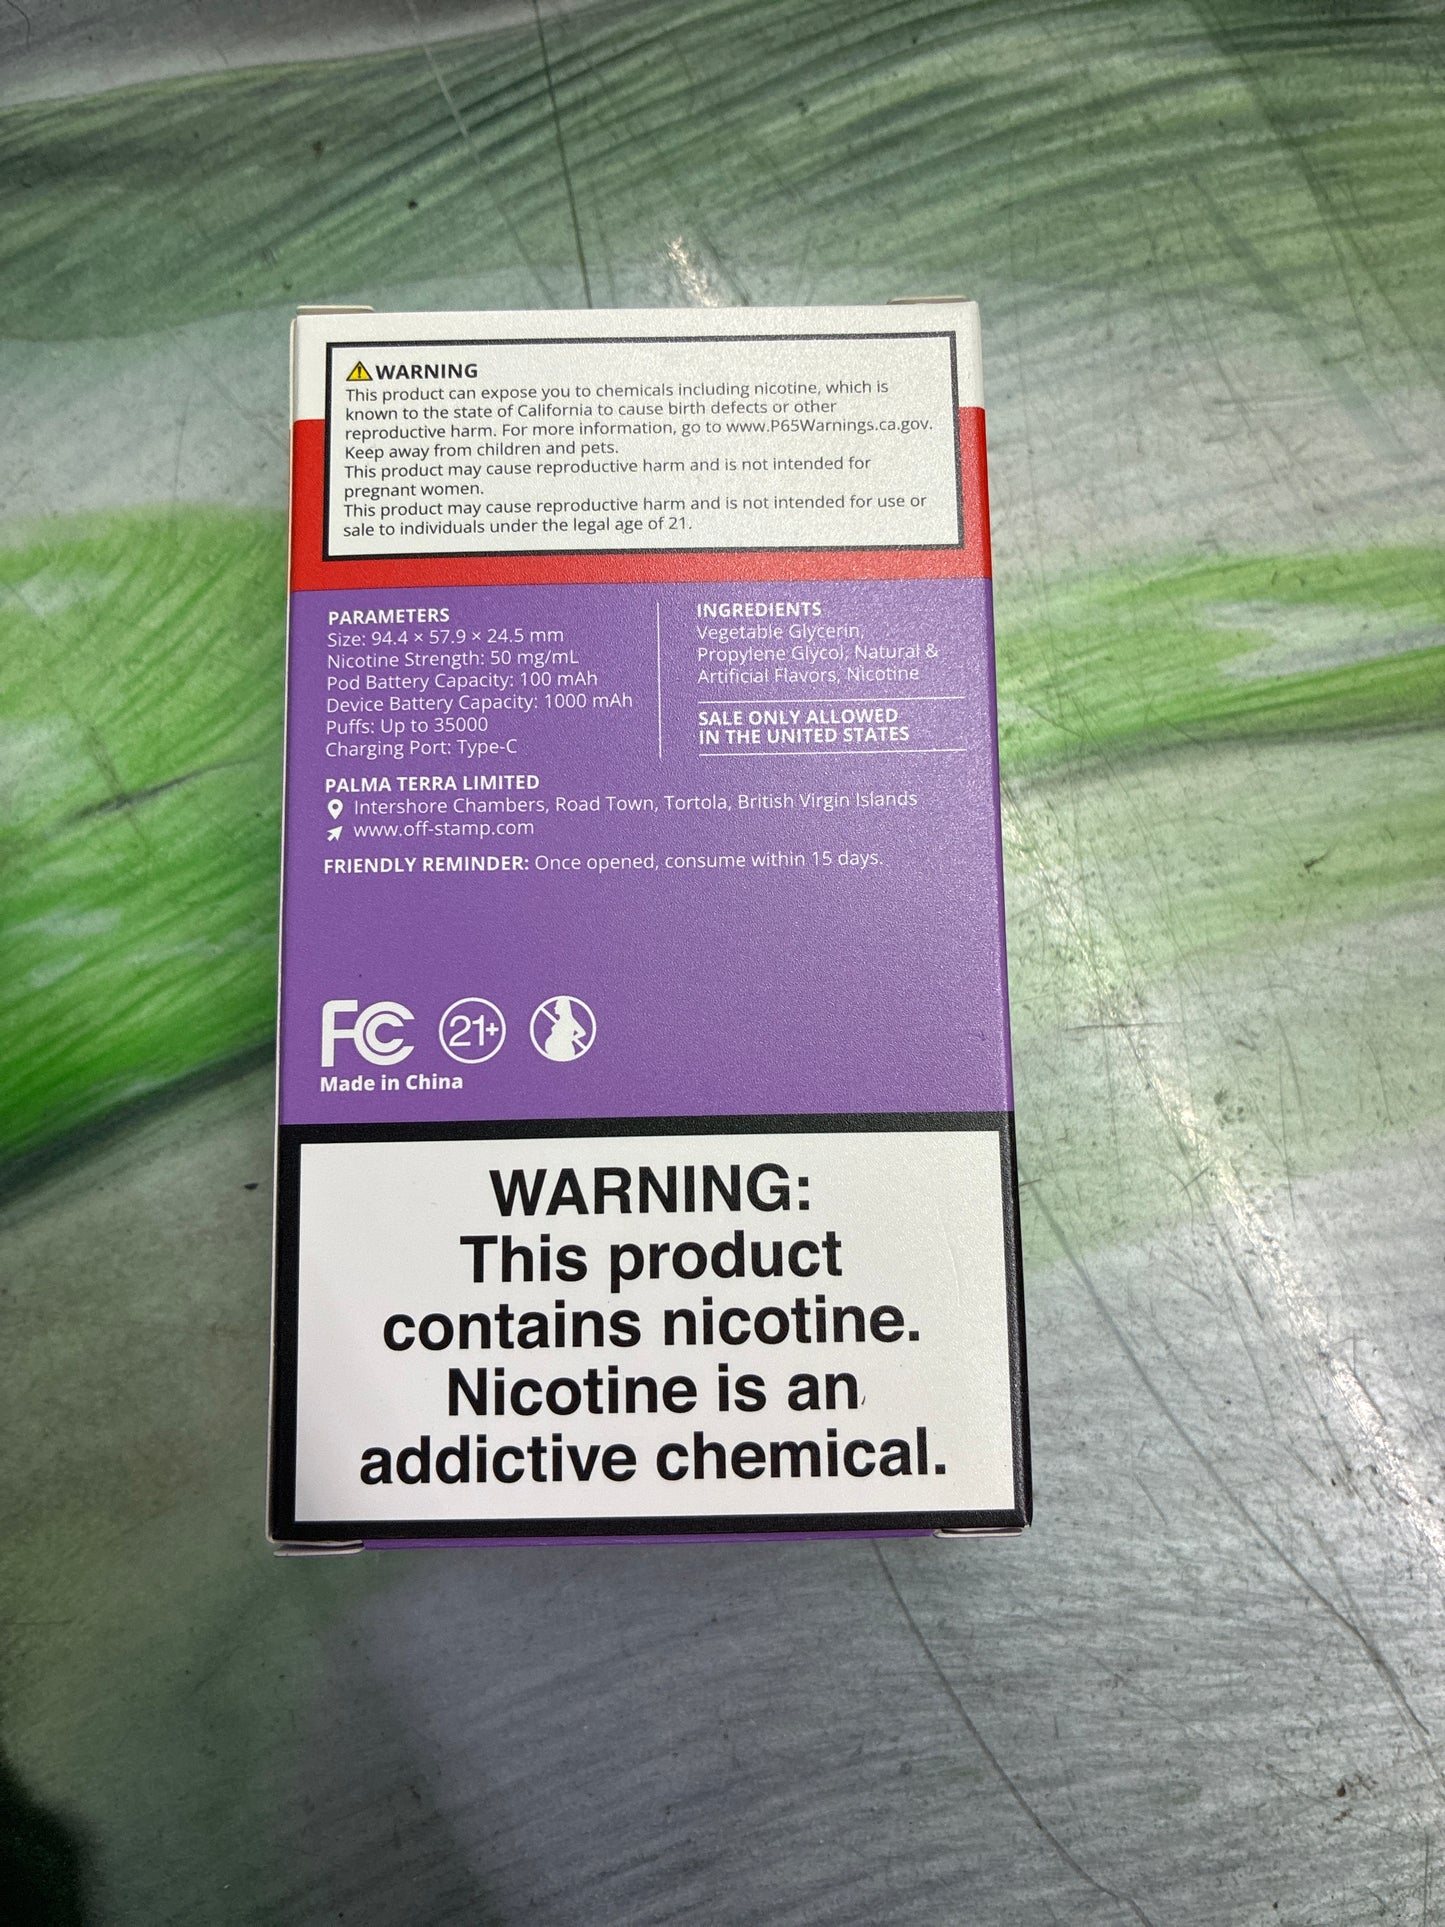 WARNING
This product can expose you to chemicals including nicotine, which is
known to the state of California to cause birth defects or other
reproductive harm. For more information, go to www.P65Warnings.ca.gov.
Keep away from children and pets.
This product may cause reproductive harm and is not intended for
pregnant women.
This product may cause reproductive harm and is not intended for use or
sale to individuals under the legal age of 21.
PARAMETERS
Size: 94.4 × 57.9 × 24.5 mm
Nicotine Strength: 50 mg/mL
Pod Battery Capacity: 100 mAh
Device Battery Capacity: 1000 mAh
Puffs: Up to 35000
Charging Port: Type-C
INGREDIENTS
Vegetable Glycerin,
Propylene Glycol, Natural &
Artificial Flavors, Nicotine
SALE ONLY ALLOWED
IN THE UNITED STATES
PALMA TERRA LIMITED
Intershore Chambers, Road Town, Tortola, British Virgin Islands
www.off-stamp.com
FRIENDLY REMINDER: Once opened, consume within 15 days.
FC 21+
Made in China
WARNING:
This product
contains nicotine.
Nicotine is an
addictive chemical.